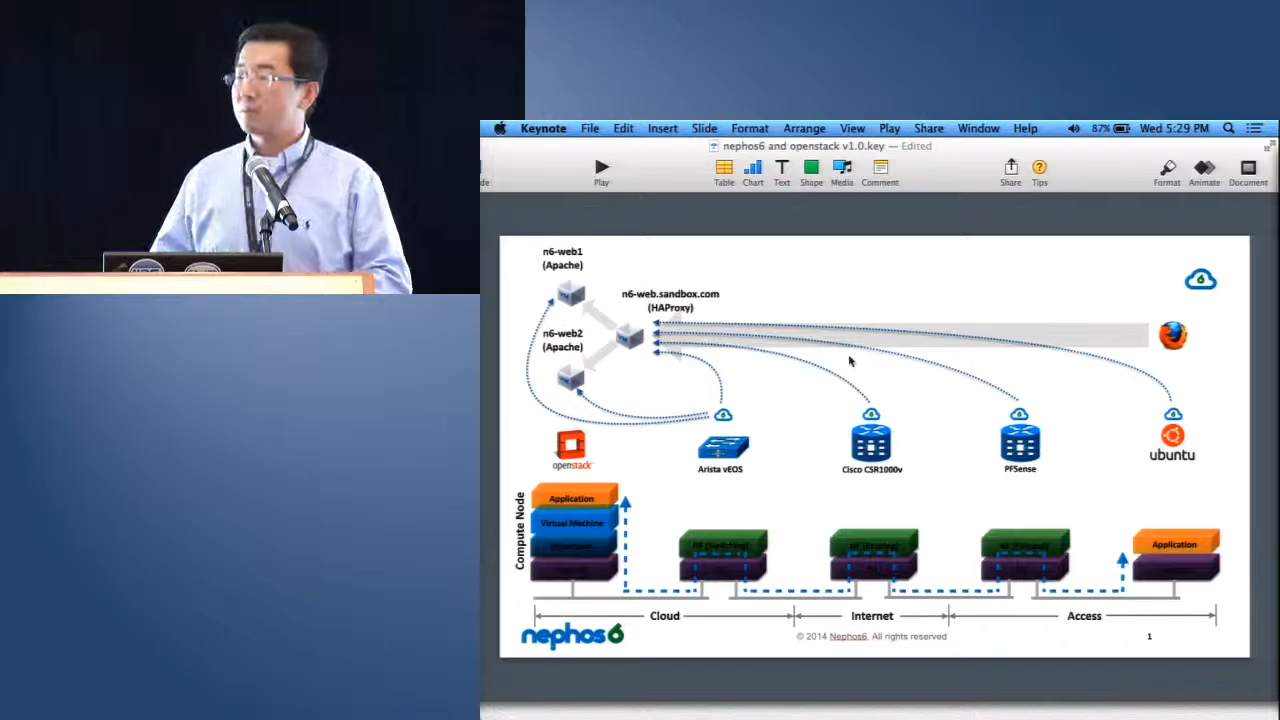 Keynote File Edit Insert Slide Format Arrange View Play Share Window Help 87% Wed 5:29 PM
nephos6 and openstack v1.0.key — Edited
Play Table Chart Text Shape Media Comment Share Tips Format Animate Document
n6-web1
(Apache)
6
n6-web.sandbox.com
(HAProxy)
n6-web2
(Apache)
openstack
Arista vEOS
Cisco CSR1000v
PFSense
ubuntu
Compute Node
Application
Virtual Machine
Application
Cloud
Internet
Access
nephos6
© 2014 Nephos6, All rights reserved
1